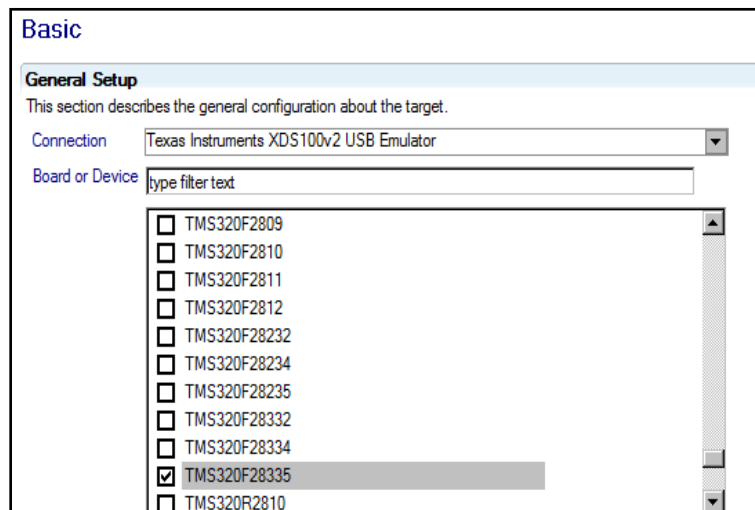 Basic
General Setup
This section describes the general configuration about the target.
Connection Texas Instruments XDS100v2 USB Emulator
Board or Device type filter text
TMS320F2809
TMS320F2810
TMS320F2811
TMS320F2812
TMS320F28232
TMS320F28234
TMS320F28235
TMS320F28332
TMS320F28334
TMS320F28335
TMS320R2810